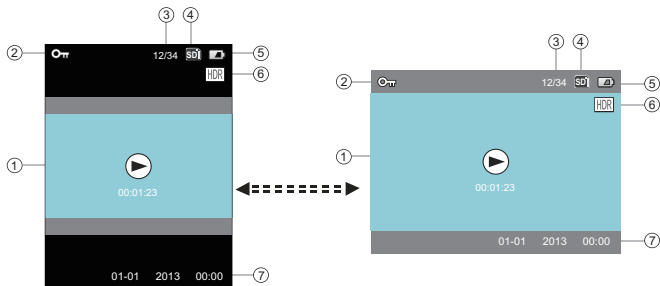 ③ ④
② 12/34 SD ⑤
HDR ⑥
①
00:01:23
01-01 2013 00:00 ⑦
③ ④
② 12/34 SD ⑤
HDR ⑥
①
00:01:23
01-01 2013 00:00 ⑦